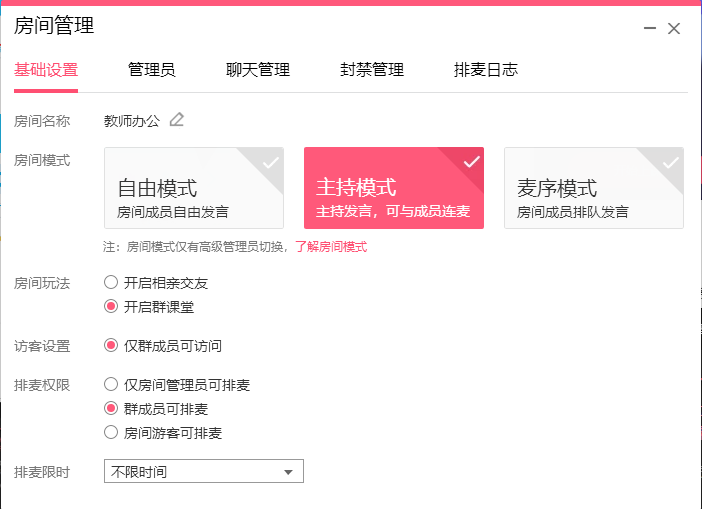 房间管理
基础设置 管理员 聊天管理 封禁管理 排麦日志
房间名称 教师办公
房间模式
自由模式
房间成员自由发言
主持模式
主持发言，可与成员连麦
麦序模式
房间成员排队发言
注：房间模式仅有高级管理员切换，了解房间模式
房间玩法 开启相亲交友
开启群课堂
访客设置 仅群成员可访问
排麦权限 仅房间管理员可排麦
群成员可排麦
房间游客可排麦
排麦限时 不限时间